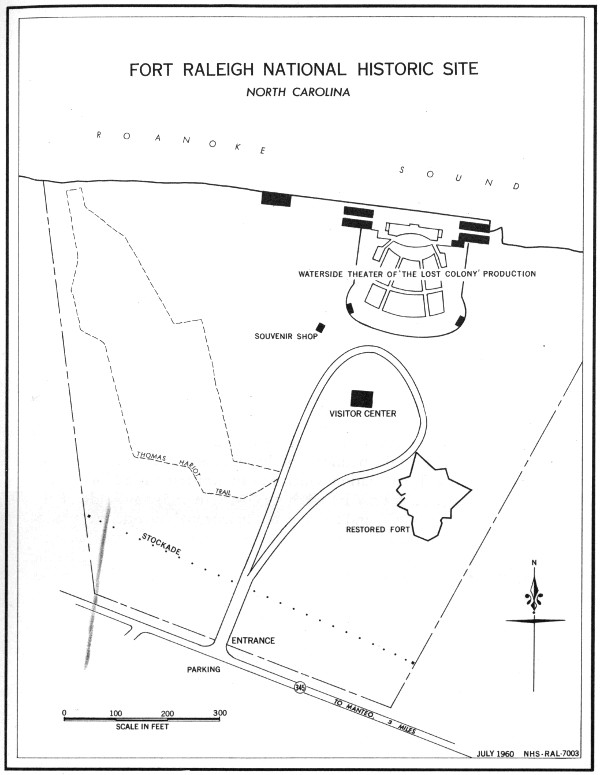 FORT RALEIGH NATIONAL HISTORIC SITE
NORTH CAROLINA
ROANOKE SOUND
WATERSIDE THEATER OF 'THE LOST COLONY' PRODUCTION
SOUVENIR SHOP
VISITOR CENTER
THOMAS HARIOT TRAIL
RESTORED FORT
STOCKADE
N
ENTRANCE
PARKING
345
TO MANTEO, 3 MILES
0 100 200 300
SCALE IN FEET
JULY 1960 NHS-RAL-7003